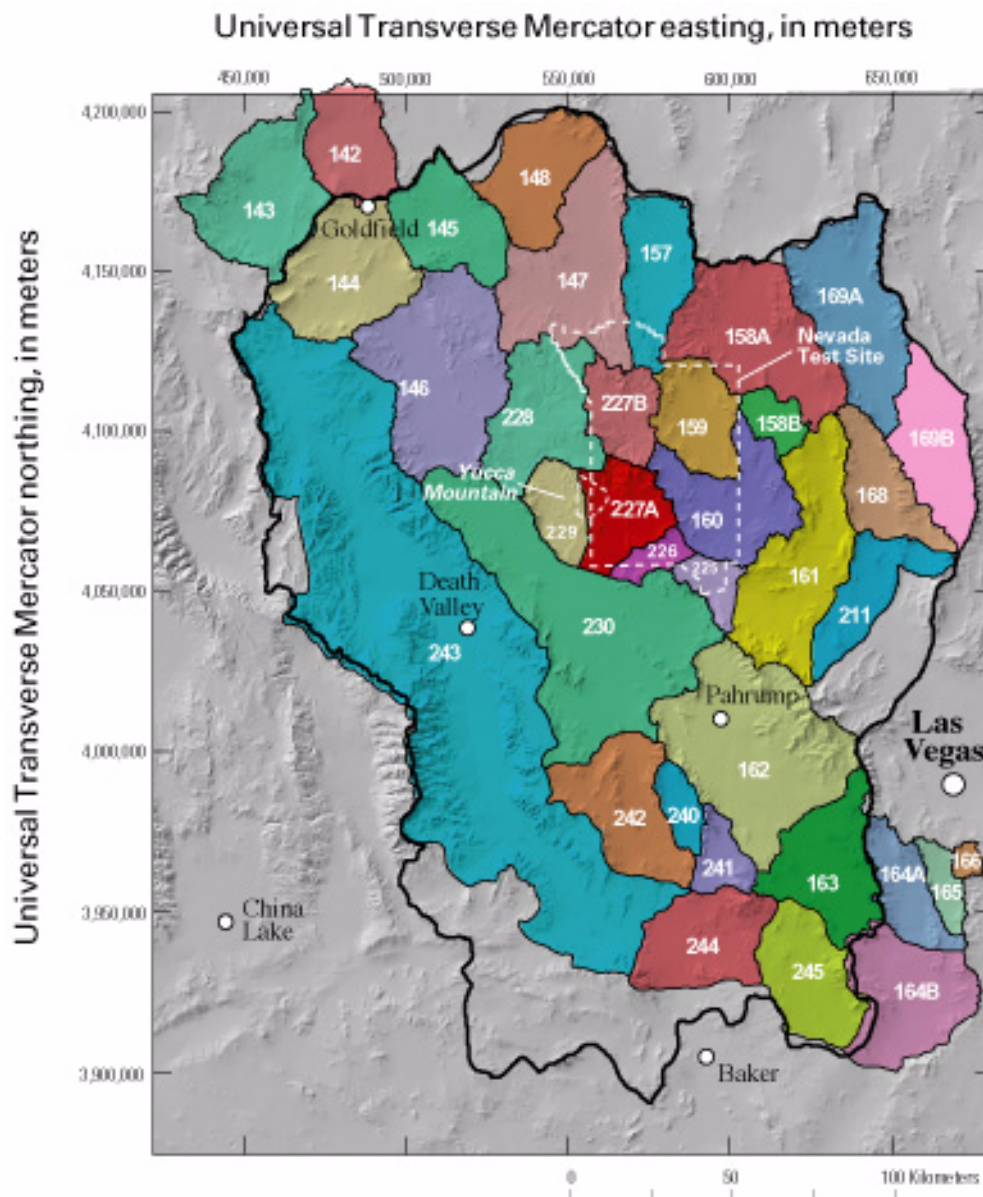 Universal Transverse Mercator easting, in meters
450,000 500,000 550,000 600,000 650,000
Universal Transverse Mercator northing, in meters
4,200,000
4,150,000
4,100,000
4,050,000
4,000,000
3,950,000
3,900,000
142
148
143
Goldfield
145
157
147
144
169A
158A
Nevada
Test Site
146
227B
228
159
158B
169B
Yucca
Mountain
168
227A
160
229
226
225
161
Death
Valley
211
230
243
Pahrump
Las
Vegas
162
242
240
241
163
164A
165
166
China
Lake
244
245
164B
Baker
0 50 100 Kilometers